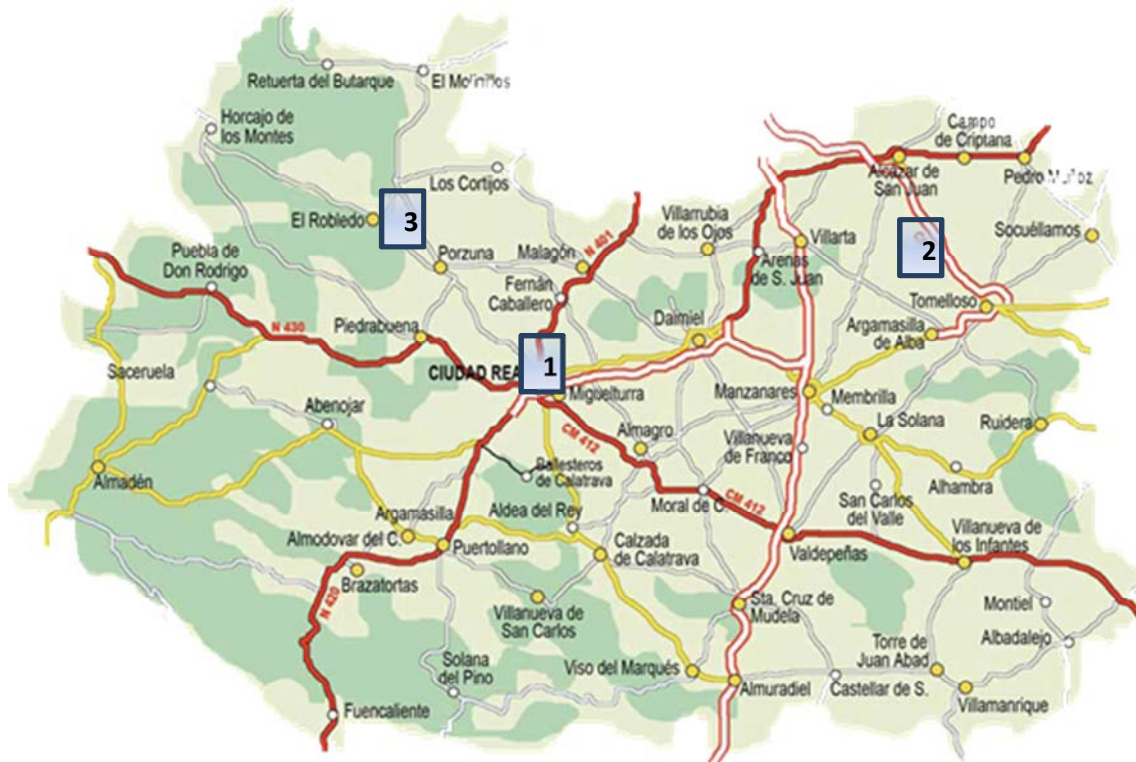 Retuerta del Butarque
El Molinillos
Horcajo de
los Montes
Los Cortijos
El Robledo
3
Porzuna
Malagón
N 401
Fernán
Caballero
Puebla de
Don Rodrigo
N 430
Piedrabuena
CIUDAD REA
1
Miguelturra
Daimiel
Villarrubia
de los Ojos
Arenas
de S. Juan
Villarta
Campo
de Criptana
Alcázar de
San Juan
Pedro Muñoz
2
Socuéllamos
Tomelloso
Argamasilla
de Alba
Manzanares
Membrilla
La Solana
Ruidera
Alhambra
San Carlos
del Valle
Villanueva
de Franco
Almagro
CM 412
Moral de C.
CM 412
Valdepeñas
Villanueva de
los Infantes
Saceruela
Abenojar
Almadén
Ballesteros
de Calatrava
Aldea del Rey
Argamasilla
Almodovar del C.
Puertollano
Brazatortas
Calzada
de Calatrava
N 420
Villanueva de
San Carlos
Sta. Cruz de
Mudela
Montiel
Albadalejo
Torre de
Juan Abad
Solana
del Pino
Viso del Marqués
Almuradiel
Castellar de S.
Villamanrique
Fuencaliente